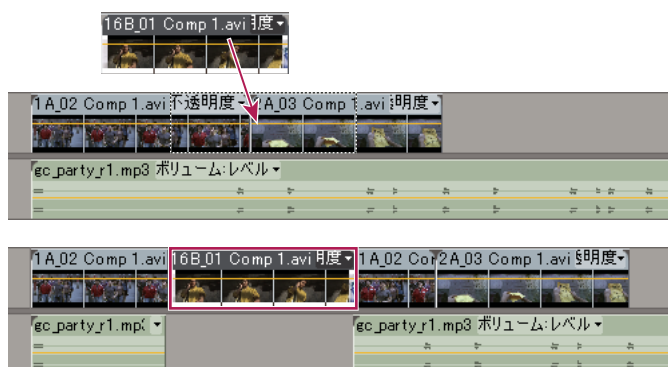 16B_01 Comp 1.avi 明度
1A_02 Comp 1.avi 不透明度 A_03 Comp 1.avi 明度
gc_party_r1.mp3 ボリューム:レベル
1A_02 Comp 1.avi 16B_01 Comp 1.avi 明度 1A_02 Co 2A_03 Comp 1.avi 明度
gc_party_r1.mp gc_party_r1.mp3 ボリューム:レベル